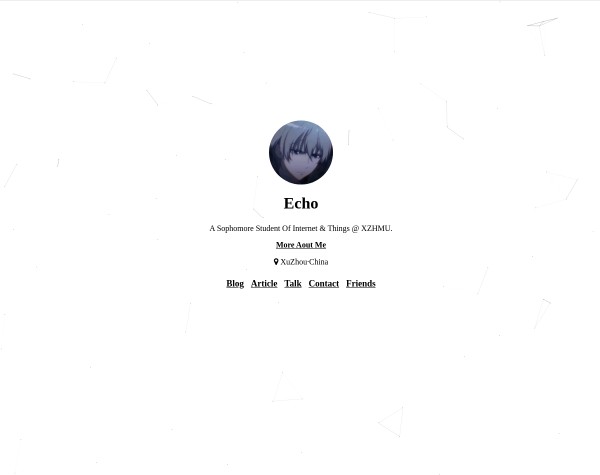 Echo
A Sophomore Student Of Internet & Things @ XZHMU.
More Aout Me
XuZhou·China
Blog Article Talk Contact Friends